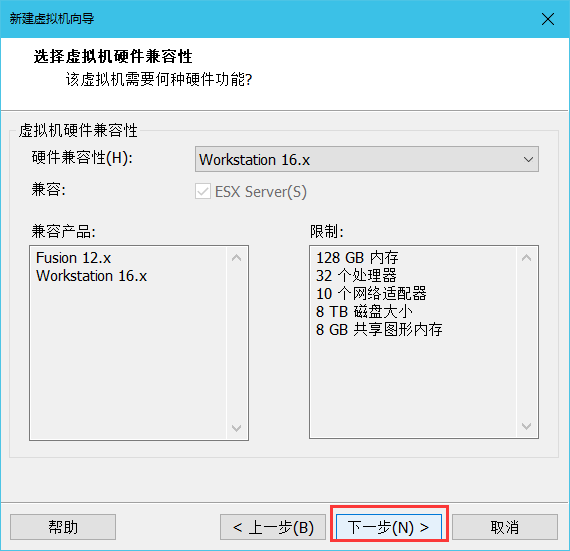 新建虚拟机向导
选择虚拟机硬件兼容性
该虚拟机需要何种硬件功能?
虚拟机硬件兼容性
硬件兼容性(H):
Workstation 16.x
兼容:
ESX Server(S)
兼容产品:
Fusion 12.x
Workstation 16.x
限制:
128 GB 内存
32 个处理器
10 个网络适配器
8 TB 磁盘大小
8 GB 共享图形内存
帮助
< 上一步(B)
下一步(N) >
取消